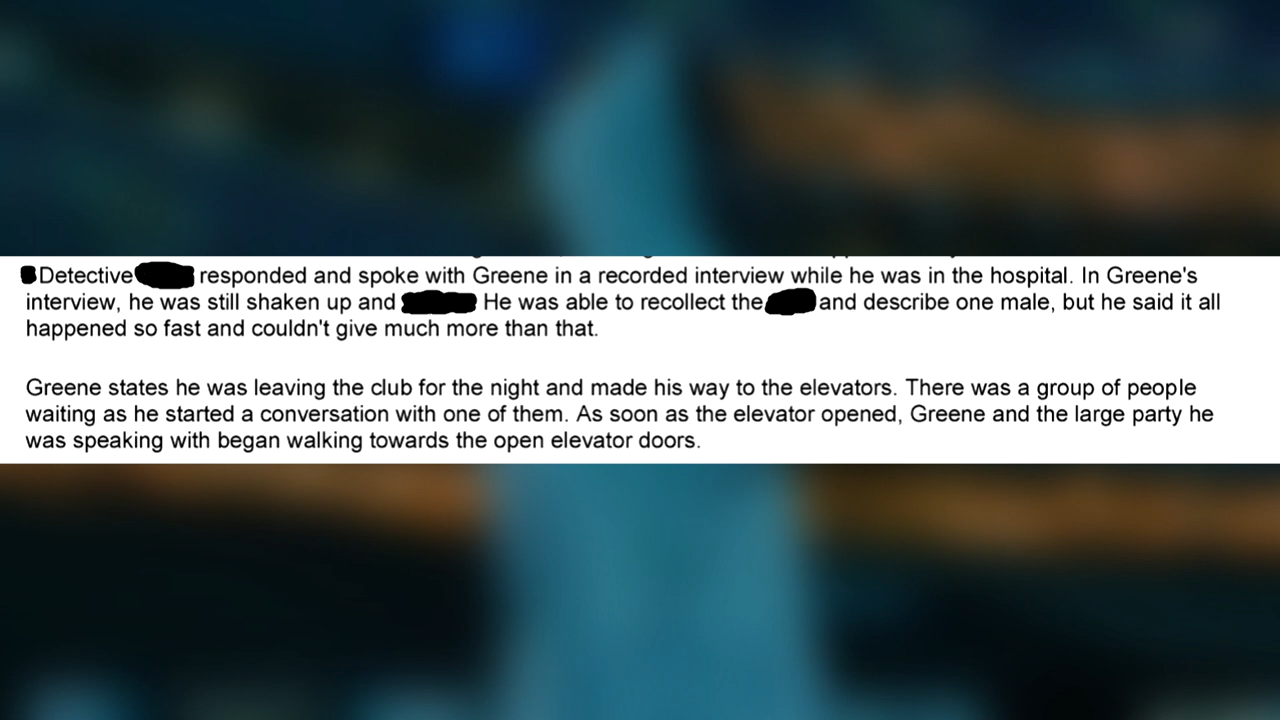 Detective responded and spoke with Greene in a recorded interview while he was in the hospital. In Greene's
interview, he was still shaken up and He was able to recollect the and describe one male, but he said it all
happened so fast and couldn't give much more than that.
Greene states he was leaving the club for the night and made his way to the elevators. There was a group of people
waiting as he started a conversation with one of them. As soon as the elevator opened, Greene and the large party he
was speaking with began walking towards the open elevator doors.